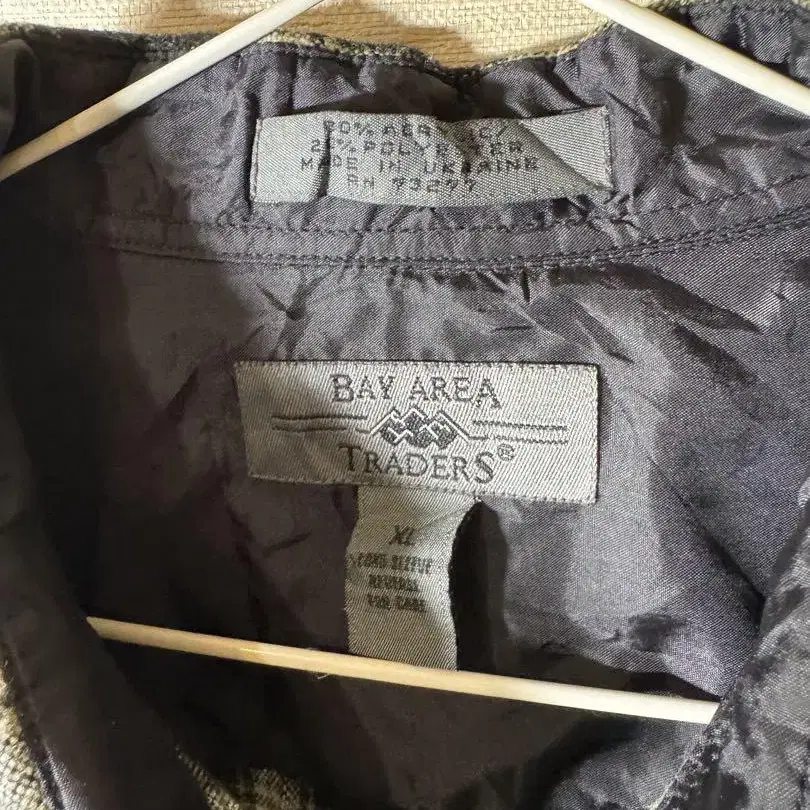 80% ACRYLIC/
20% POLYESTER
MADE IN UKRAINE
RN 73277
BAY AREA
TRADERS®
XL
LONG SLEEVE
REVERSE
FOR CARE